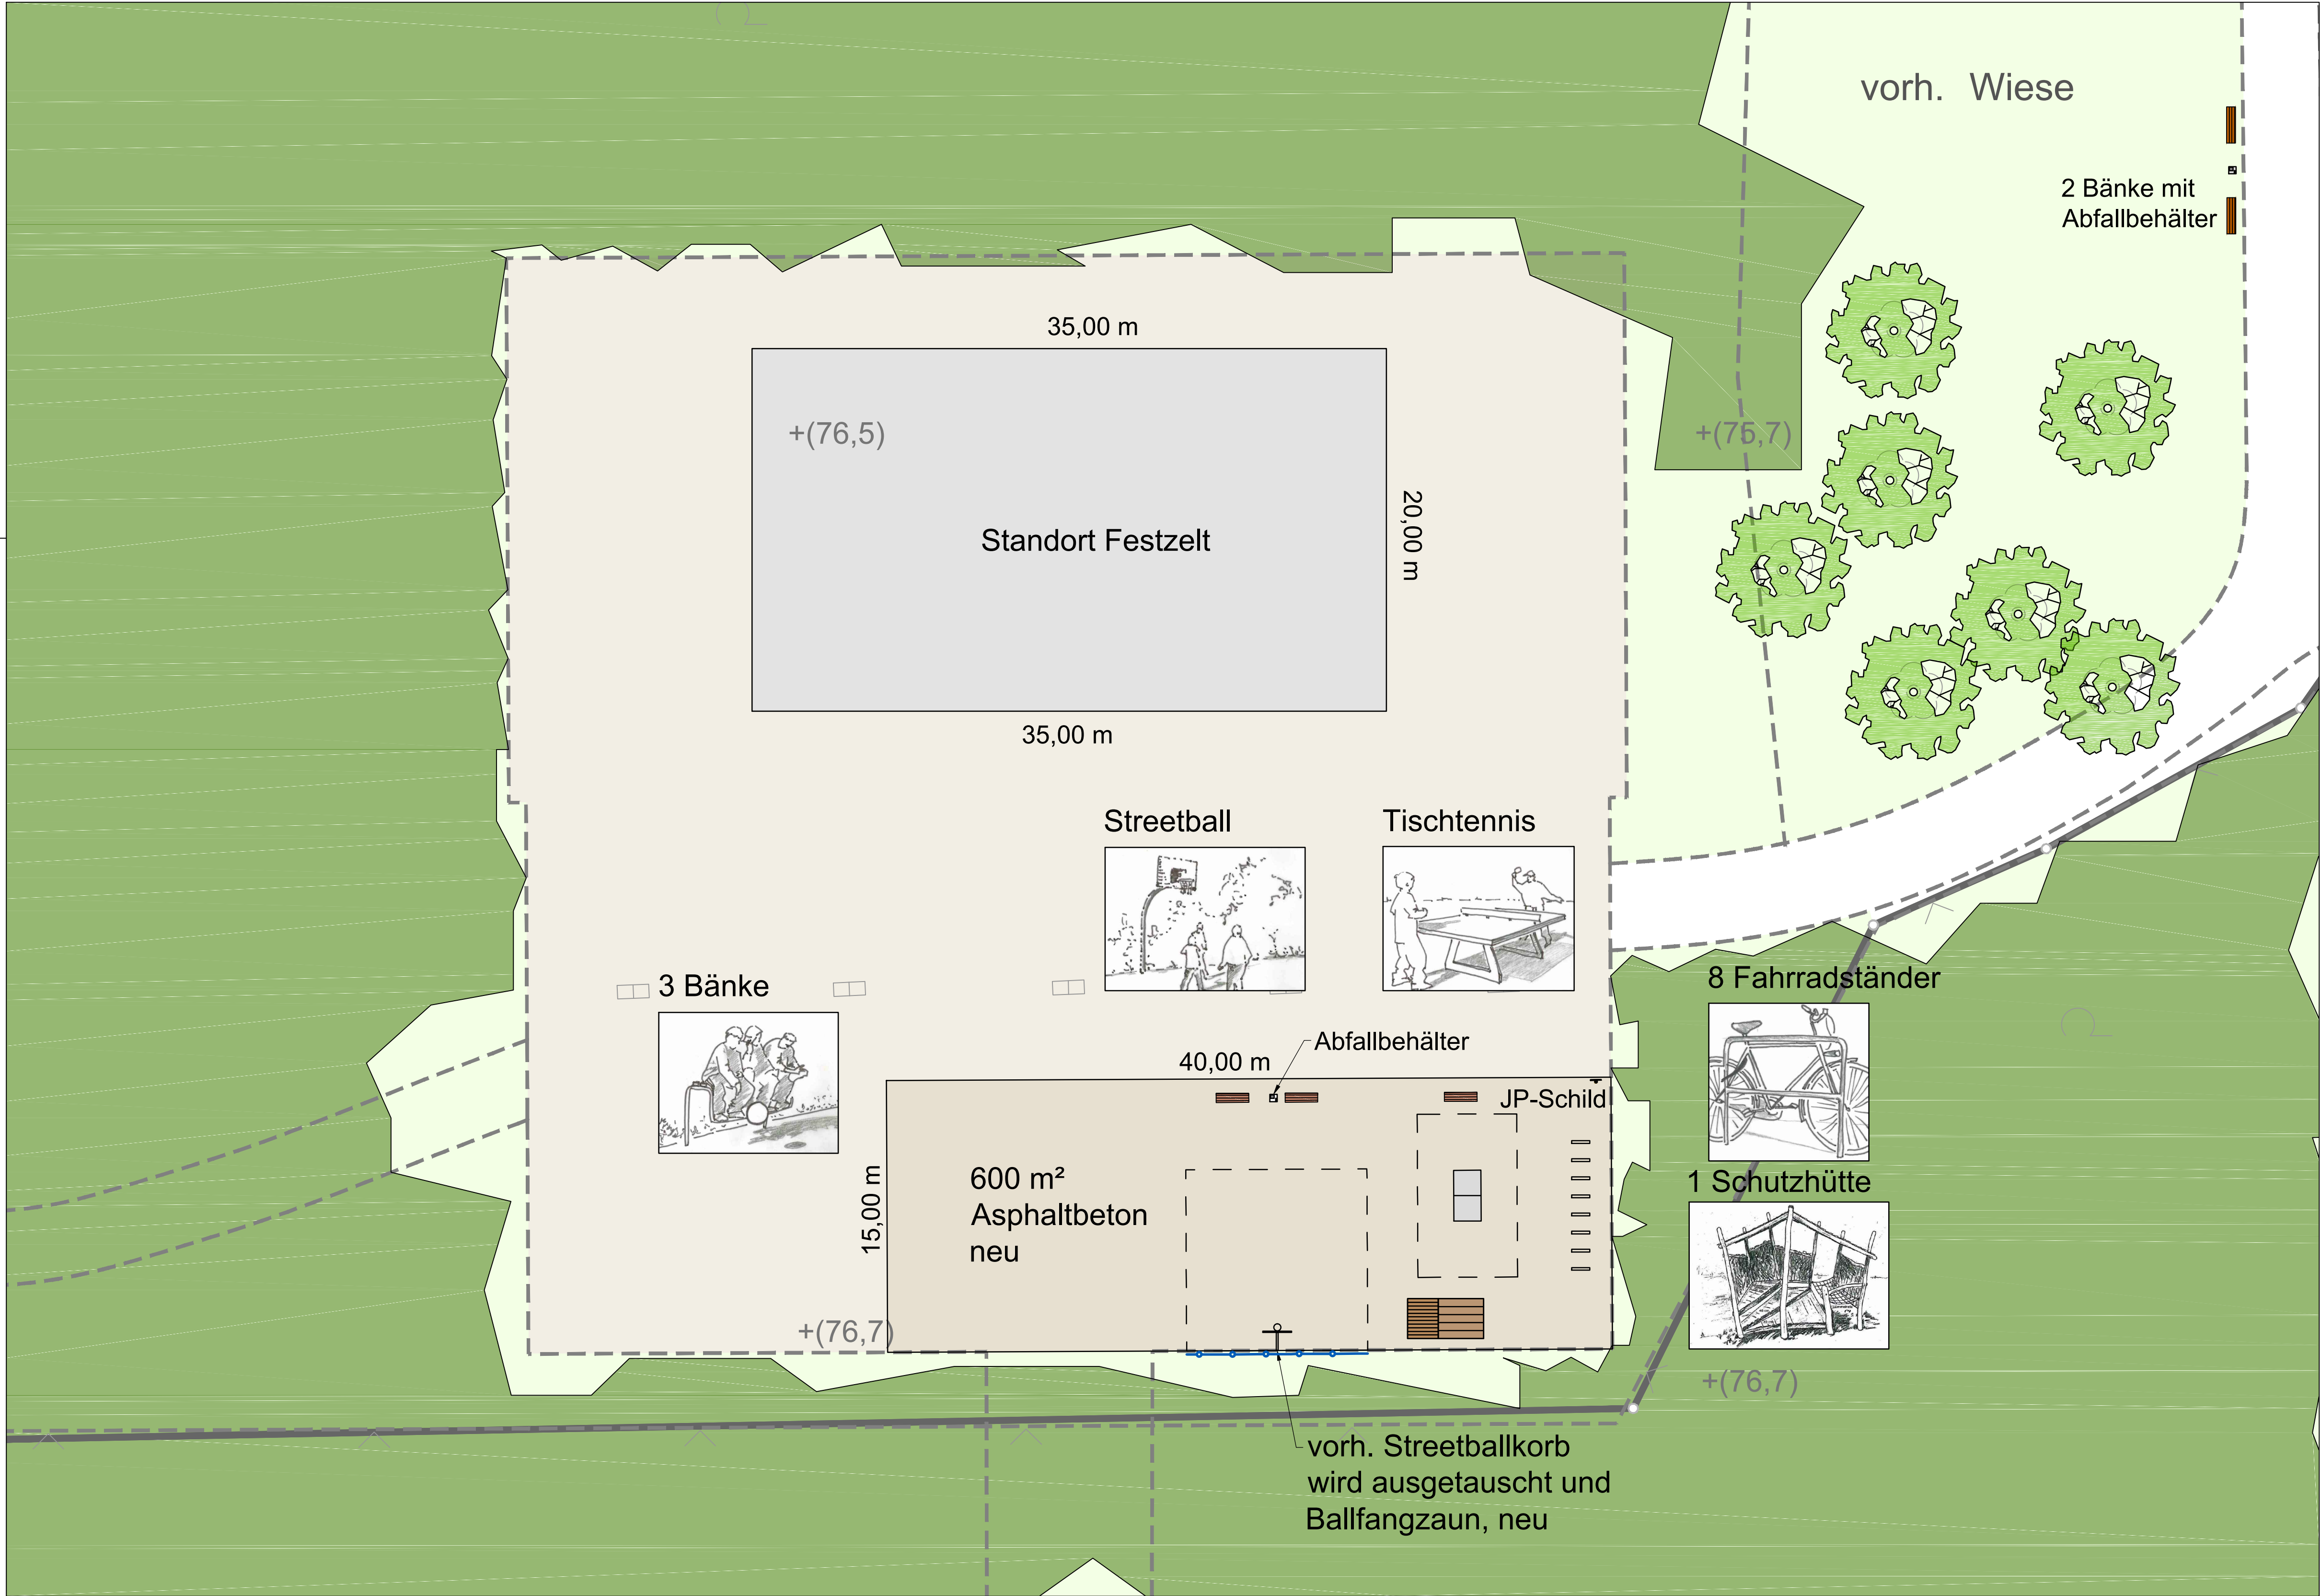 vorh. Wiese
2 Bänke mit
Abfallbehälter
35,00 m
+(76,5)
+(76,7)
20,00 m
Standort Festzelt
35,00 m
Streetball
Tischtennis
3 Bänke
8 Fahrradständer
Abfallbehälter
40,00 m
JP-Schild
15,00 m
600 m²
Asphaltbeton
neu
1 Schutzhütte
+(76,7)
+(76,7)
vorh. Streetballkorb
wird ausgetauscht und
Ballfangzaun, neu